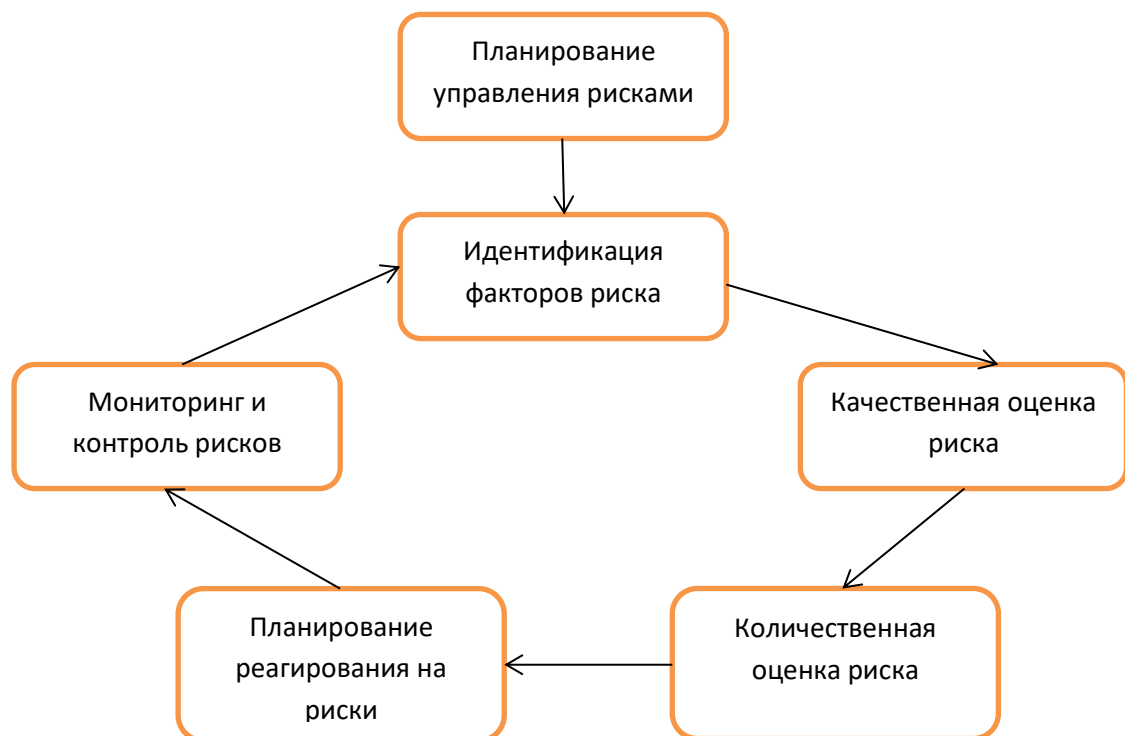 Планирование
управления рисками
Идентификация
факторов риска
Мониторинг и
контроль рисков
Качественная оценка
риска
Планирование
реагирования на
риски
Количественная
оценка риска